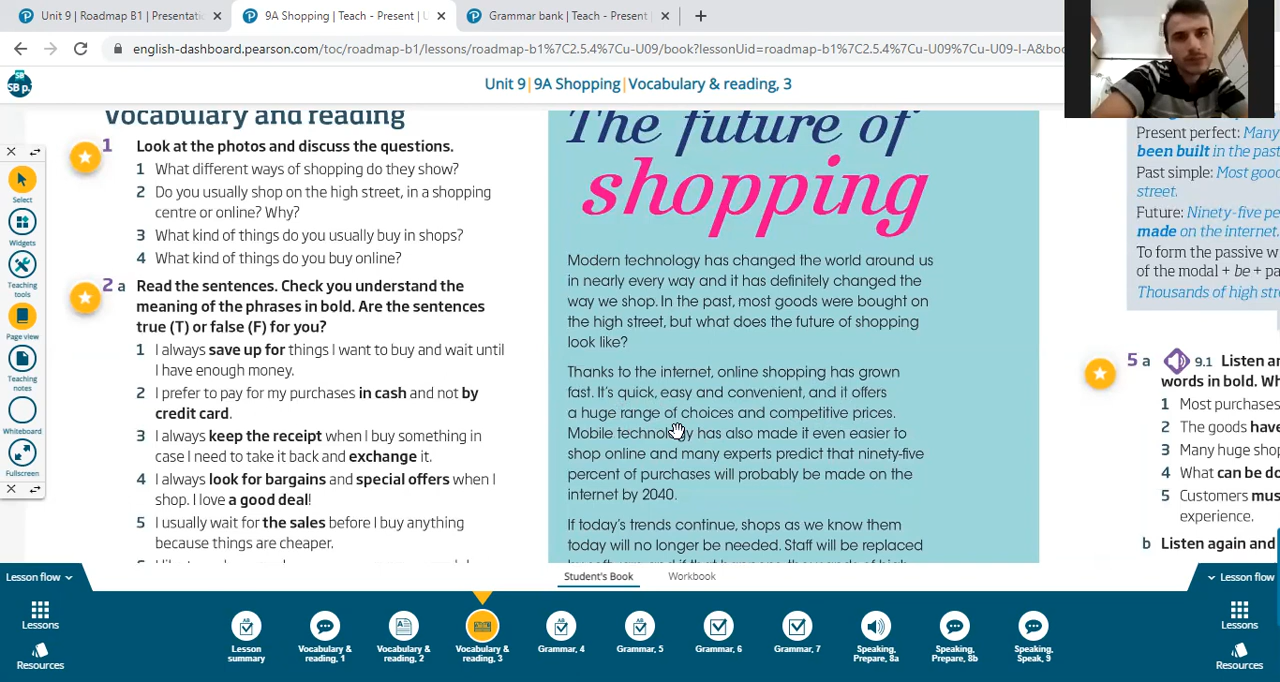 Unit 9 | Roadmap B1 | Presentati
9A Shopping | Teach - Present | U
Grammar bank | Teach - Present
english-dashboard.pearson.com/toc/roadmap-b1/lessons/roadmap-b1%7C2.5.4%7Cu-U09/book?lessonUid=roadmap-b1%7C2.5.4%7Cu-U09%7Cu-U09-l-A&boo
SB
SB p.
Unit 9 | 9A Shopping | Vocabulary & reading, 3
Select
Widgets
Teaching
tools
Page view
Teaching
notes
Whiteboard
Fullscreen
Vocabulary and reading
1 Look at the photos and discuss the questions.
1 What different ways of shopping do they show?
2 Do you usually shop on the high street, in a shopping
centre or online? Why?
3 What kind of things do you usually buy in shops?
4 What kind of things do you buy online?
2 a Read the sentences. Check you understand the
meaning of the phrases in bold. Are the sentences
true (T) or false (F) for you?
1 I always save up for things I want to buy and wait until
I have enough money.
2 I prefer to pay for my purchases in cash and not by
credit card.
3 I always keep the receipt when I buy something in
case I need to take it back and exchange it.
4 I always look for bargains and special offers when I
shop. I love a good deal!
5 I usually wait for the sales before I buy anything
because things are cheaper.
The future of
shopping
Modern technology has changed the world around us
in nearly every way and it has definitely changed the
way we shop. In the past, most goods were bought on
the high street, but what does the future of shopping
look like?
Thanks to the internet, online shopping has grown
fast. It's quick, easy and convenient, and it offers
a huge range of choices and competitive prices.
Mobile technology has also made it even easier to
shop online and many experts predict that ninety-five
percent of purchases will probably be made on the
internet by 2040.
If today's trends continue, shops as we know them
today will no longer be needed. Staff will be replaced
Present perfect: Many
been built in the past
Past simple: Most good
street.
Future: Ninety-five pe
made on the internet.
To form the passive w
of the modal + be + pa
Thousands of high str
5 a 9.1 Listen an
words in bold. Wh
1 Most purchases
2 The goods have
3 Many huge shop
4 What can be do
5 Customers mus
experience.
b Listen again and
Student's Book
Workbook
Lesson flow
Lesson flow
Lessons
Resources
Lesson
summary
Vocabulary &
reading, 1
Vocabulary &
reading, 2
Vocabulary &
reading, 3
Grammar, 4
Grammar, 5
Grammar, 6
Grammar, 7
Speaking,
Prepare, 8a
Speaking,
Prepare, 8b
Speaking,
Speak, 9
Lessons
Resources